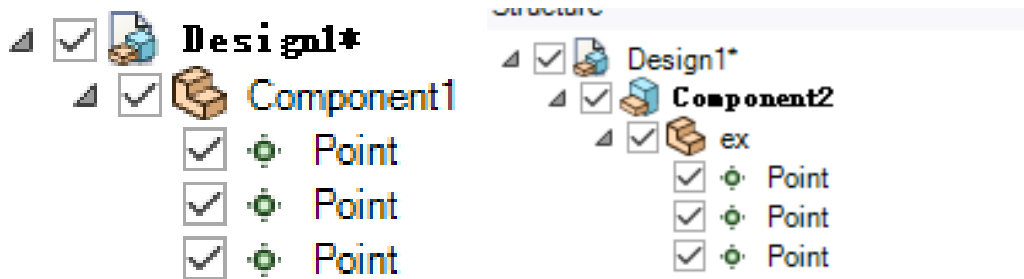 Design1*
Component1
Point
Point
Point
Structure
Design1*
Component2
ex
Point
Point
Point